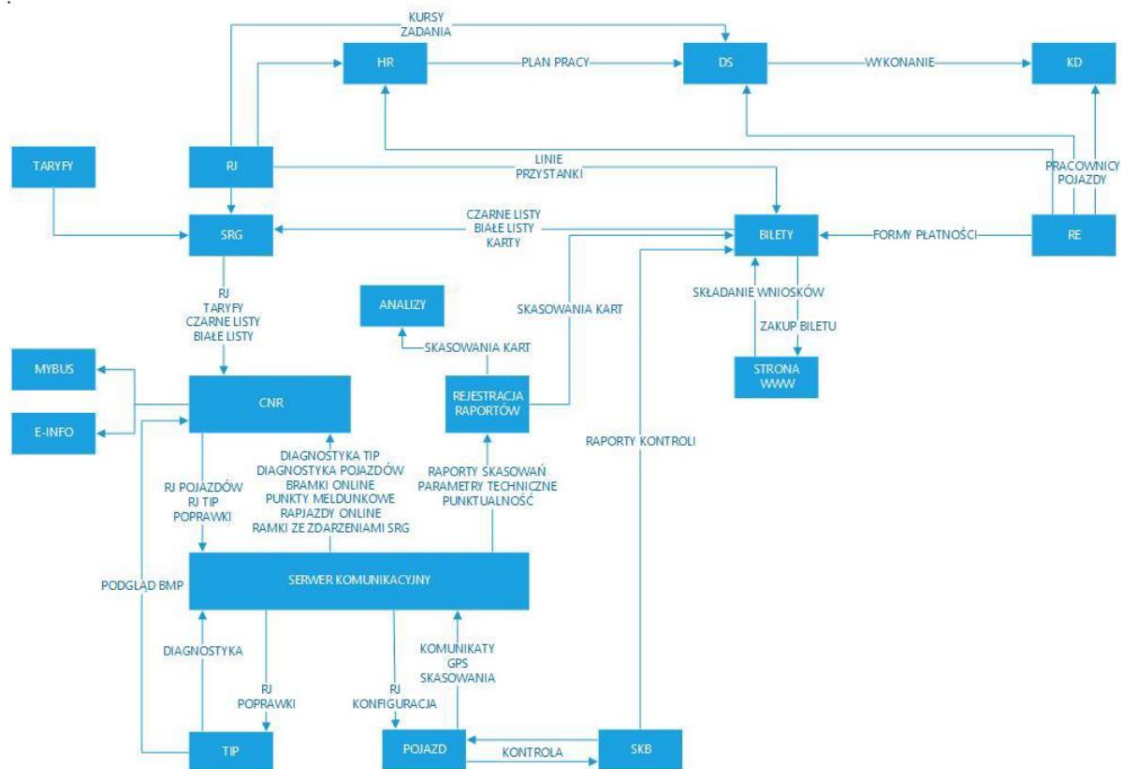 KURSY
ZADANIA
HR
PLAN PRACY
DS
WYKONANIE
KD
TARYFY
RJ
LINIE
PRZYSTANKI
PRACOWNICY
POJAZDY
SRG
CZARNE LISTY
BIAŁE LISTY
KARTY
BILETY
FORMY PŁATNOŚCI
RE
RJ
TARYFY
CZARNE LISTY
BIAŁE LISTY
ANALIZY
SKASOWANIA KART
SKŁADANIE WNIOSKÓW
ZAKUP BILETU
SKASOWANIA KART
MYBUS
E-INFO
CNR
REJESTRACJA
RAPORTÓW
STRONA
WWW
RAPORTY KONTROLI
RJ POJAZDÓW
RJ TIP
POPRAWKI
DIAGNOSTYKA TIP
DIAGNOSTYKA POJAZDÓW
BRAMKI ONLINE
PUNKTY MELDUNKOWE
RAPJAZDY ONLINE
RAMKI ZE ZDARZENIAMI SRG
RAPORTY SKASOWAŃ
PARAMETRY TECHNICZNE
PUNKTUALNOŚĆ
PODGLĄD BMP
SERWER KOMUNIKACYJNY
DIAGNOSTYKA
RJ
POPRAWKI
RJ
KONFIGURACJA
KOMUNIKATY
GPS
SKASOWANIA
TIP
POJAZD
KONTROLA
SKB